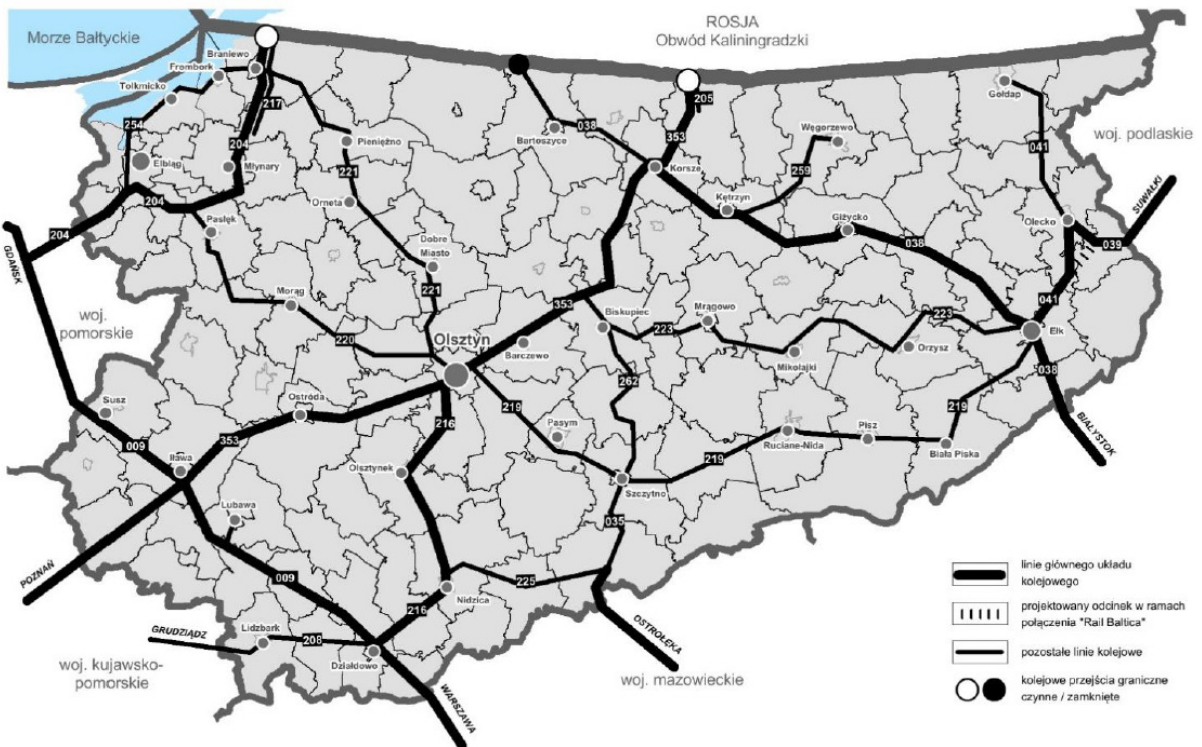 Morze Bałtyckie
ROSJA
Obwód Kaliningradzki
woj. podlaskie
woj.
pomorskie
woj. kujawsko-
pomorskie
woj. mazowieckie
Braniewo
Frombork
Tolkmicko
217
254
204
Elbląg
Młynary
204
204
Pasłęk
Pieniężno
221
Orneta
Dobre
Miasto
221
Morąg
220
Olsztyn
Bartoszyce
038
205
353
Korsze
Węgorzewo
259
Kętrzyn
Giżycko
038
Gołdap
041
Olecko
039
SUWAŁKI
041
Ełk
038
BIAŁYSTOK
GDAŃSK
353
Barczewo
Biskupiec
223
Mrągowo
Mikołajki
223
Orzysz
262
219
Pasym
Szczytno
219
Ruciane-Nida
Pisz
Biała Piska
219
035
Susz
009
Iława
353
Ostróda
Olsztynek
216
Lubawa
009
POZNAŃ
216
Nidzica
225
OSTROŁĘKA
GRUDZIĄDZ
Lidzbark
208
Działdowo
WARSZAWA
linie głównego układu
kolejowego
projektowany odcinek w ramach
połączenia "Rail Baltica"
pozostałe linie kolejowe
kolejowe przejścia graniczne
czynne / zamknięte